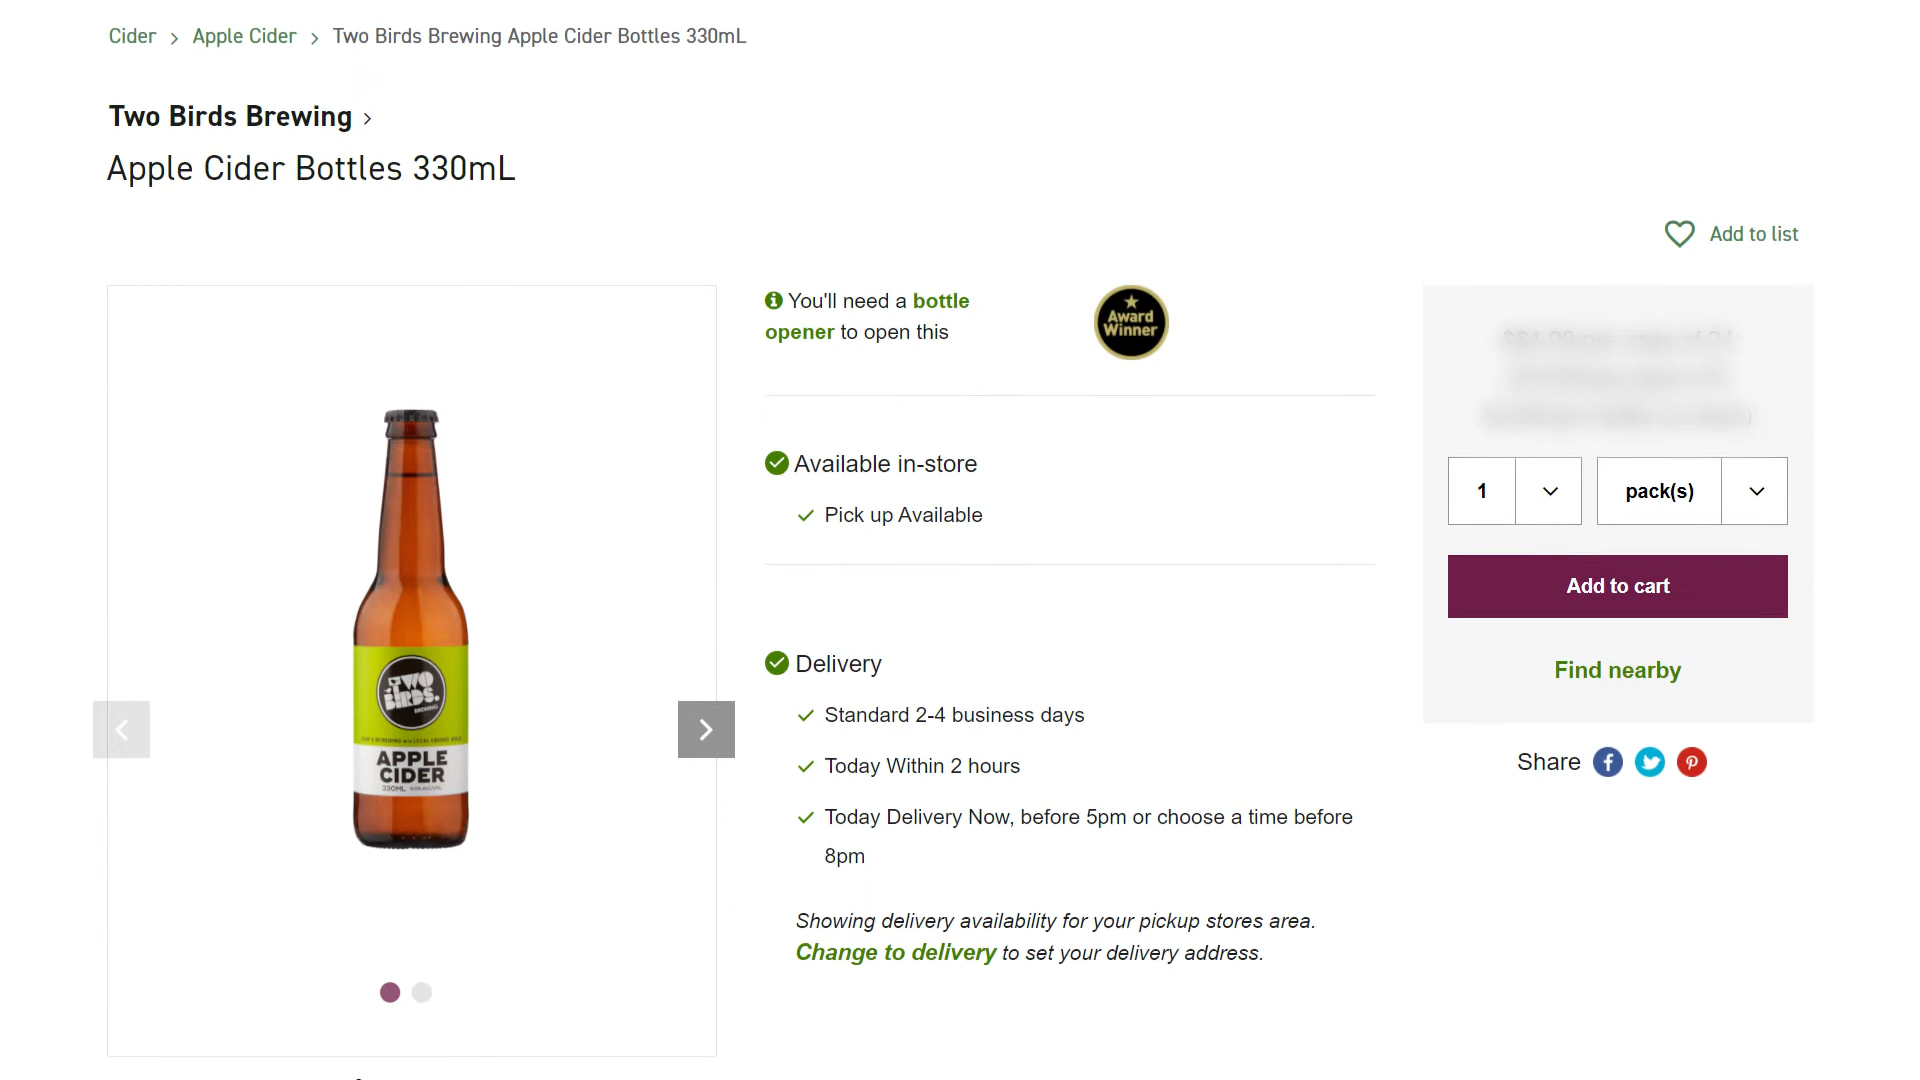 Cider > Apple Cider > Two Birds Brewing Apple Cider Bottles 330mL
Two Birds Brewing >
Apple Cider Bottles 330mL
Add to list
You'll need a bottle
opener to open this
Award
Winner
Available in-store
Pick up Available
1
pack(s)
Add to cart
Find nearby
Share
Delivery
Standard 2-4 business days
Today Within 2 hours
Today Delivery Now, before 5pm or choose a time before
8pm
Showing delivery availability for your pickup stores area.
Change to delivery to set your delivery address.
TWO
BIRDS.
BREWING
APPLE
CIDER
330ML